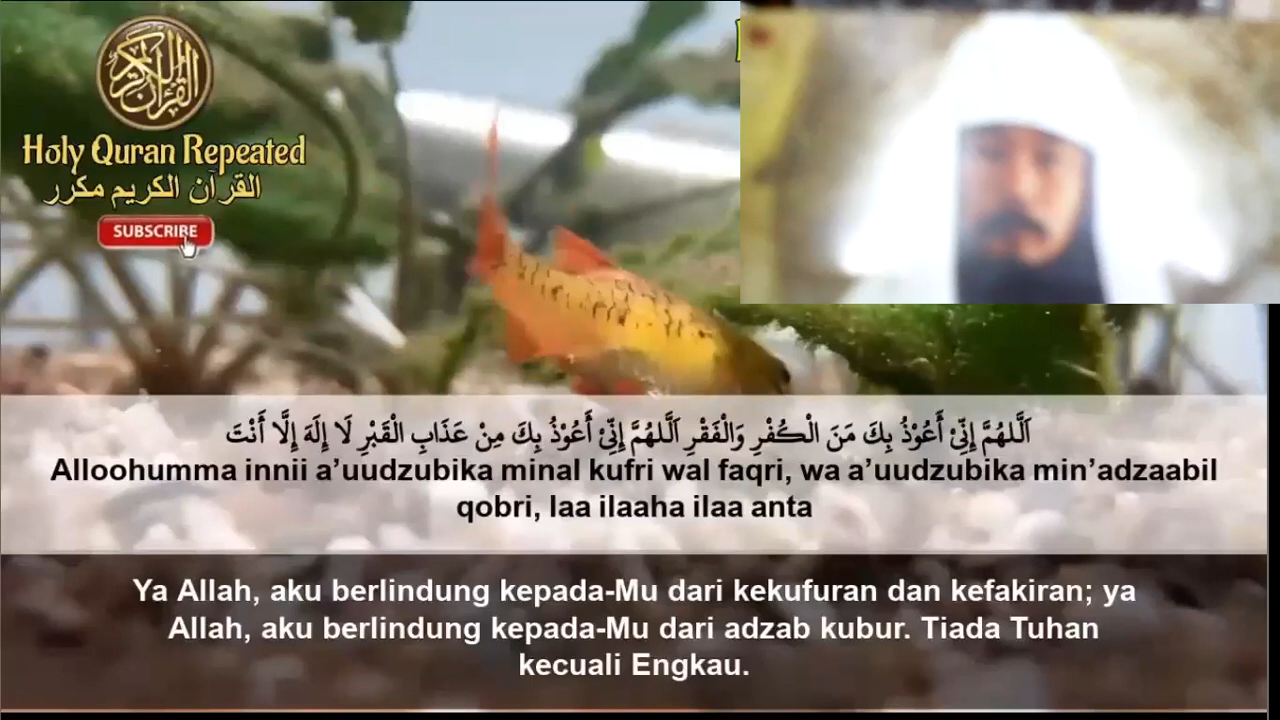 Holy Quran Repeated
القرآن الكريم مكرر
SUBSCRIBE
اَللّٰهُمَّ إِنِّيْ أَعُوْذُ بِكَ مَنَ الْكُفْرِ وَالْفَقْرِ اَللّٰهُمَّ إِنِّيْ أَعُوْذُ بِكَ مِنْ عَذَابِ الْقَبْرِ لَا إِلَهَ إِلَّا أَنْتَ
Alloohumma innii a’uudzubika minal kufri wal faqri, wa a’uudzubika min’adzaabil
qobri, laa ilaaha ilaa anta
Ya Allah, aku berlindung kepada-Mu dari kekufuran dan kefakiran; ya
Allah, aku berlindung kepada-Mu dari adzab kubur. Tiada Tuhan
kecuali Engkau.